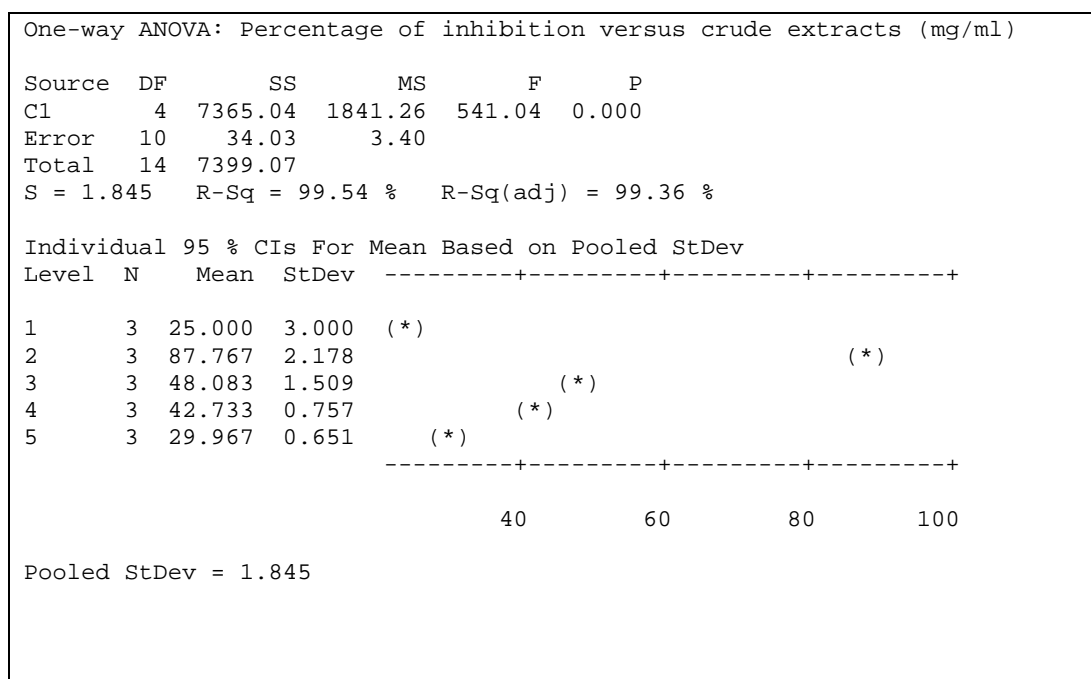 One-way ANOVA: Percentage of inhibition versus crude extracts (mg/ml)
Source  DF       SS       MS       F      P
C1       4  7365.04  1841.26  541.04  0.000
Error   10    34.03     3.40
Total   14  7399.07
S = 1.845   R-Sq = 99.54 %   R-Sq(adj) = 99.36 %
Individual 95 % CIs For Mean Based on Pooled StDev
Level  N    Mean  StDev  ---------+---------+---------+---------+
1      3  25.000  3.000  (*)
2      3  87.767  2.178                                  (*)
3      3  48.083  1.509              (*)
4      3  42.733  0.757           (*)
5      3  29.967  0.651     (*)
                         ---------+---------+---------+---------+
                                 40        60        80       100
Pooled StDev = 1.845